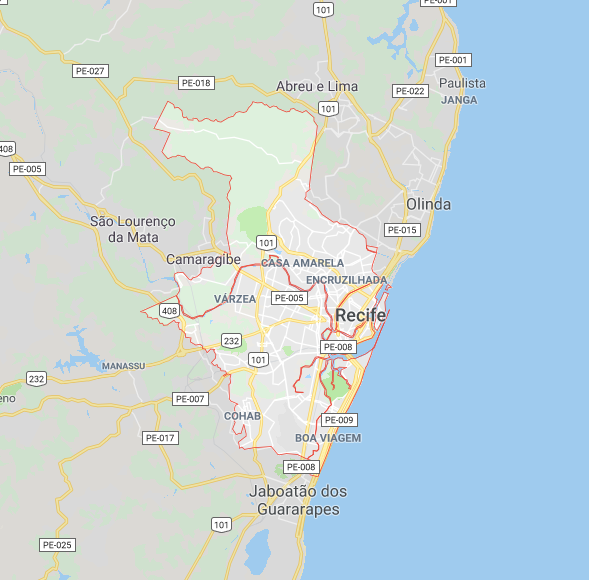 PE-001
101
PE-001
PE-027
PE-018
Abreu e Lima
Paulista
PE-022
JANGA
101
408
PE-005
Olinda
São Lourenço
da Mata
PE-015
101
Camaragibe
CASA AMARELA
ENCRUZILHADA
VÁRZEA
PE-005
408
Recife
232
PE-008
101
MANASSU
232
PE-007
eno
COHAB
PE-009
PE-017
BOA VIAGEM
PE-008
Jaboatão dos
Guararapes
101
PE-025